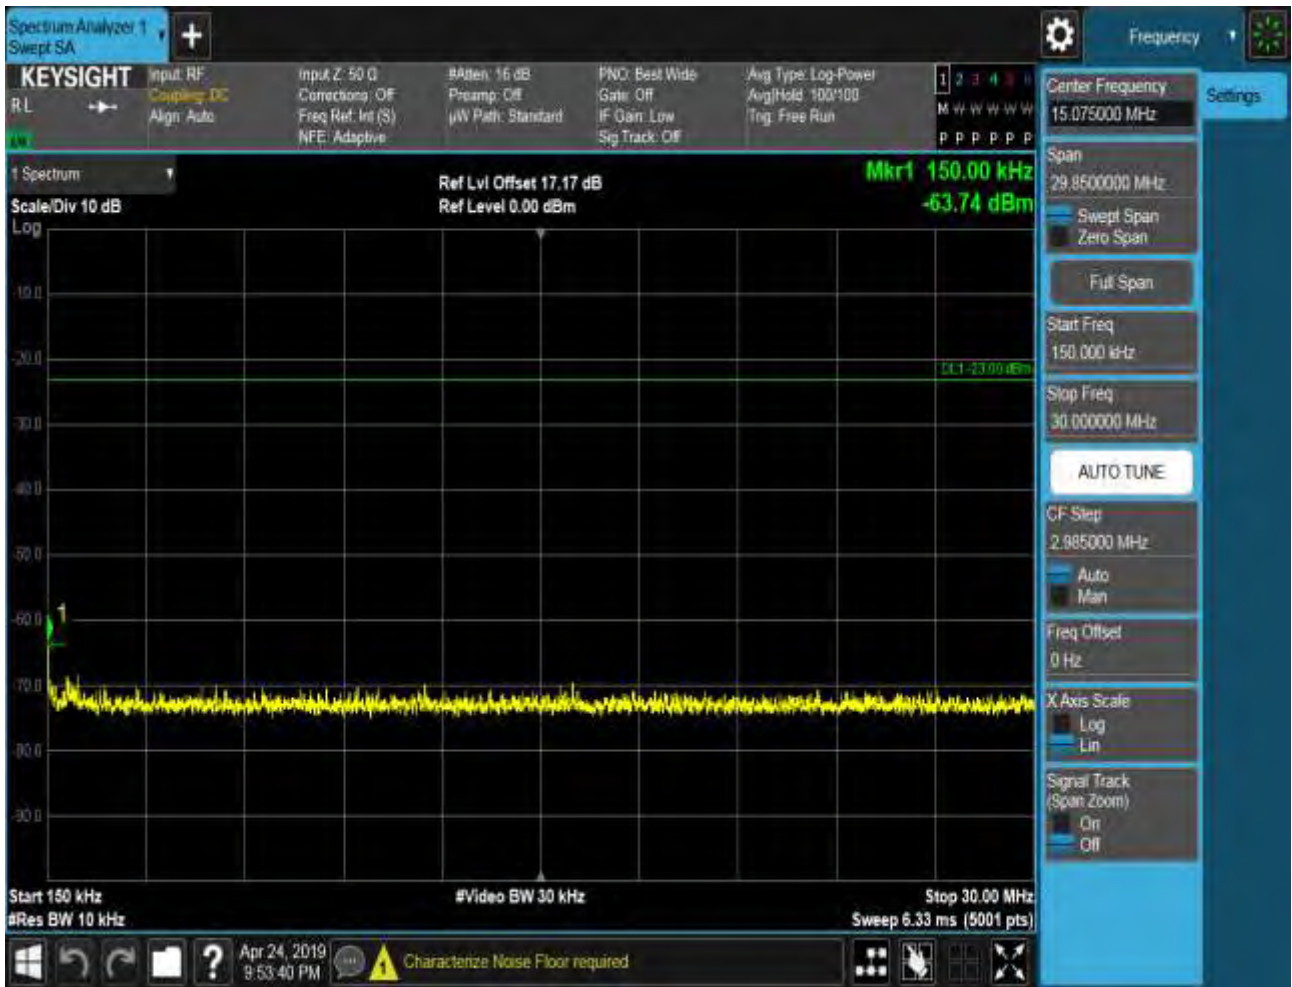 Spectrum Analyzer 1
Swept SA
Frequency
KEYSIGHT
R L
Input: RF
Coupling: DC
Align: Auto
Input Z: 50 Ω
Corrections: Off
Freq Ref: Int (S)
NFE: Adaptive
#Atten: 16 dB
Preamp: Off
µW Path: Standard
PNO: Best Wide
Gate: Off
IF Gain: Low
Sig Track: Off
Avg Type: Log-Power
Avg|Hold: 100/100
Trig: Free Run
1 2 3 4 5 6
M W W W W W
P P P P P P
1 Spectrum
Scale/Div 10 dB
Log
Ref Lvl Offset 17.17 dB
Ref Level 0.00 dBm
Mkr1 150.00 kHz
-63.74 dBm
-10.0
-20.0
DL1 -23.00 dBm
-30.0
-40.0
-50.0
-60.0
1
-70.0
-80.0
-90.0
Start 150 kHz
#Res BW 10 kHz
#Video BW 30 kHz
Stop 30.00 MHz
Sweep 6.33 ms (5001 pts)
Center Frequency
15.075000 MHz
Settings
Span
29.8500000 MHz
Swept Span
Zero Span
Full Span
Start Freq
150.000 kHz
Stop Freq
30.000000 MHz
AUTO TUNE
CF Step
2.985000 MHz
Auto
Man
Freq Offset
0 Hz
X Axis Scale
Log
Lin
Signal Track
(Span Zoom)
On
Off
?
Apr 24, 2019
9:53:40 PM
1
Characterize Noise Floor required